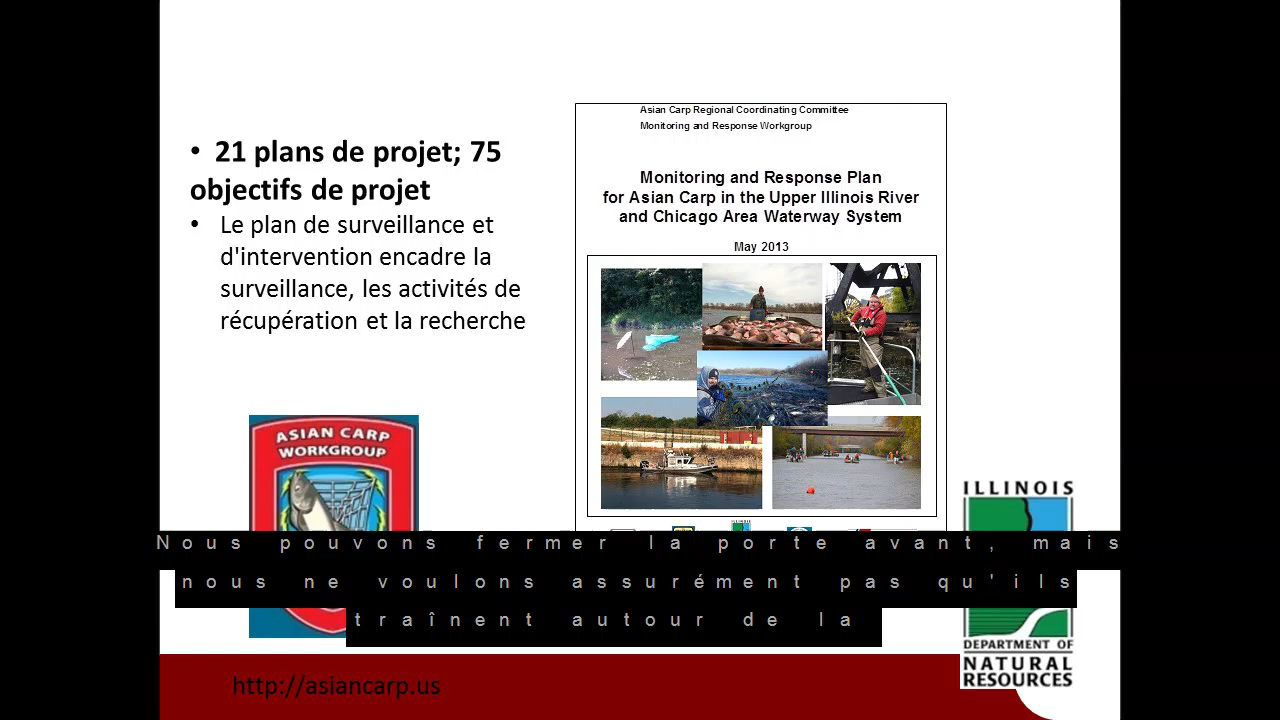 • 21 plans de projet; 75
objectifs de projet
• Le plan de surveillance et
d'intervention encadre la
surveillance, les activités de
récupération et la recherche
Asian Carp Regional Coordinating Committee
Monitoring and Response Workgroup
Monitoring and Response Plan
for Asian Carp in the Upper Illinois River
and Chicago Area Waterway System
May 2013
ASIAN CARP
WORKGROUP
ILLINOIS
ILLINOIS
Nous pouvons fermer la porte avant, mais
nous ne voulons assurément pas qu'ils
traînent autour de la
DEPARTMENT OF
NATURAL
RESOURCES
http://asiancarp.us